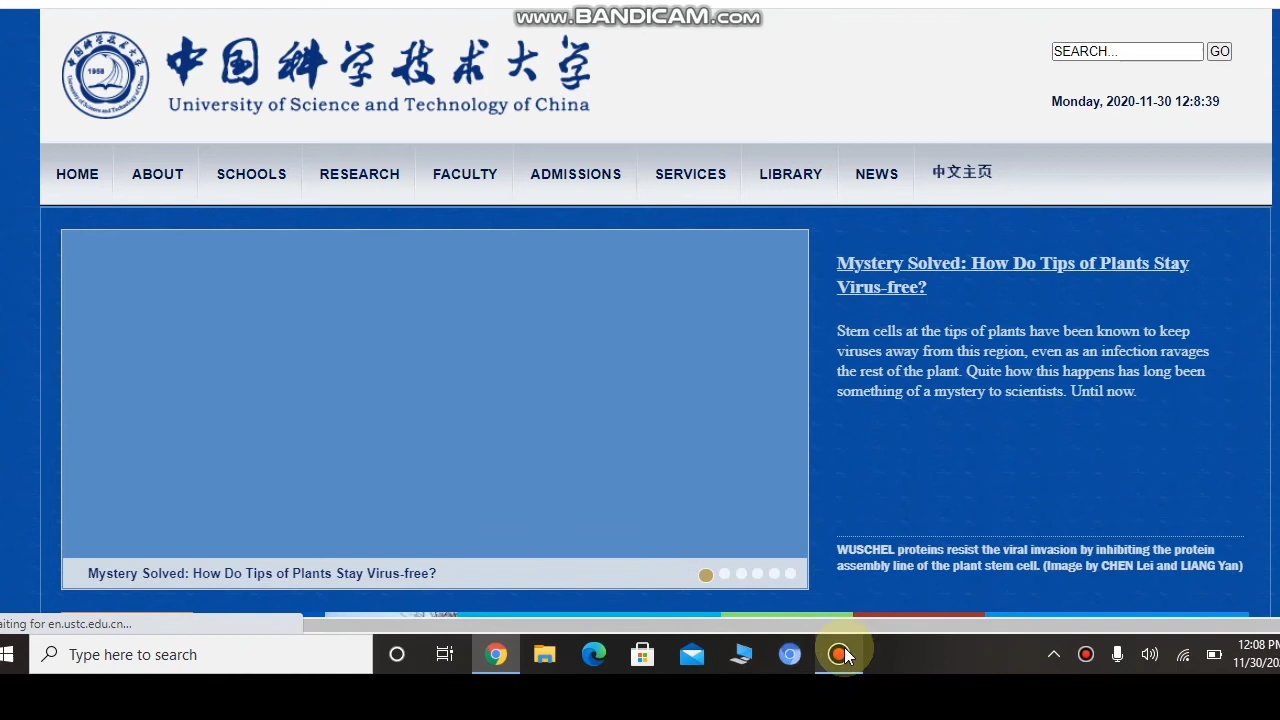 www.BANDICAM.com
中国科学技术大学
University of Science and Technology of China
1958
SEARCH... GO
Monday, 2020-11-30 12:8:39
HOME ABOUT SCHOOLS RESEARCH FACULTY ADMISSIONS SERVICES LIBRARY NEWS 中文主页
Mystery Solved: How Do Tips of Plants Stay
Virus-free?
Stem cells at the tips of plants have been known to keep
viruses away from this region, even as an infection ravages
the rest of the plant. Quite how this happens has long been
something of a mystery to scientists. Until now.
WUSCHEL proteins resist the viral invasion by inhibiting the protein
assembly line of the plant stem cell. (Image by CHEN Lei and LIANG Yan)
Mystery Solved: How Do Tips of Plants Stay Virus-free?
aiting for en.ustc.edu.cn...
Type here to search
12:08 PM
11/30/20